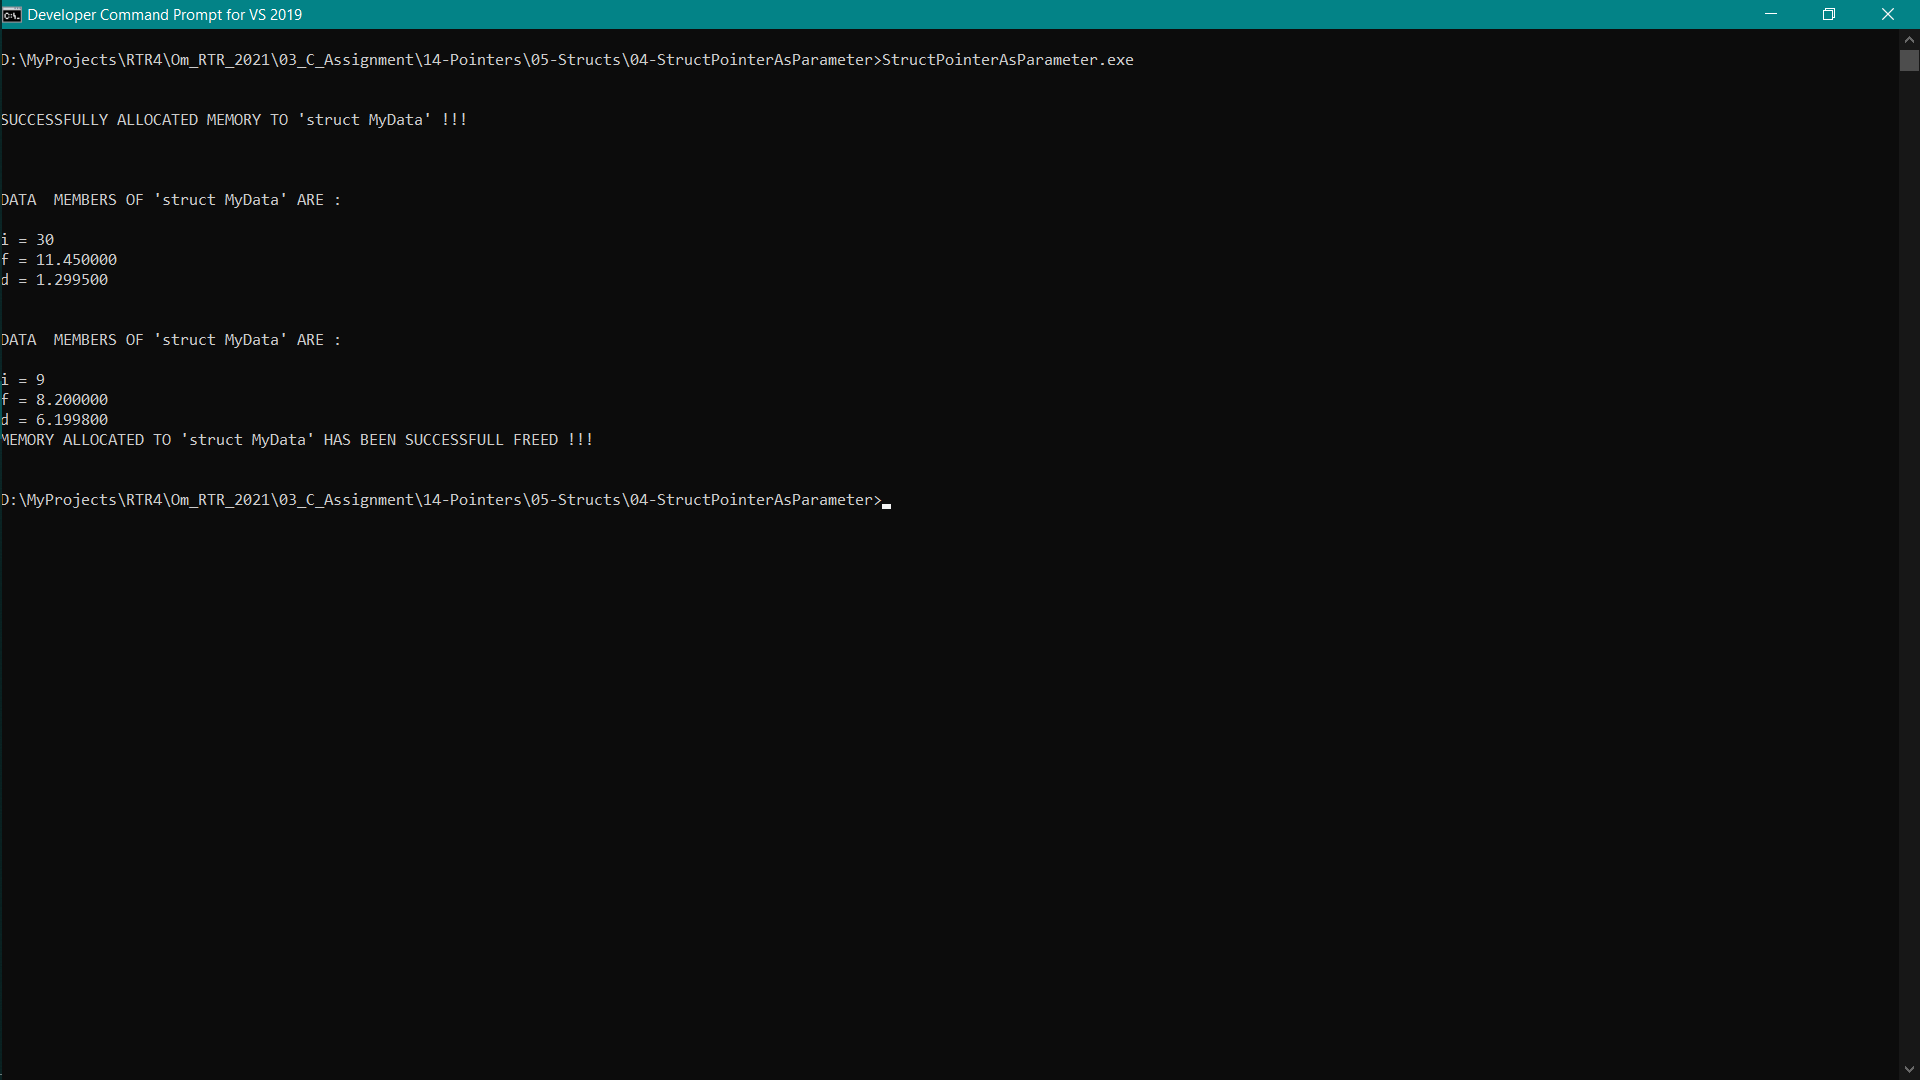 Developer Command Prompt for VS 2019
D:\MyProjects\RTR4\Om_RTR_2021\03_C_Assignment\14-Pointers\05-Structs\04-StructPointerAsParameter>StructPointerAsParameter.exe
SUCCESSFULLY ALLOCATED MEMORY TO 'struct MyData' !!!
DATA  MEMBERS OF 'struct MyData' ARE :
i = 30
f = 11.450000
d = 1.299500
DATA  MEMBERS OF 'struct MyData' ARE :
i = 9
f = 8.200000
d = 6.199800
MEMORY ALLOCATED TO 'struct MyData' HAS BEEN SUCCESSFULL FREED !!!
D:\MyProjects\RTR4\Om_RTR_2021\03_C_Assignment\14-Pointers\05-Structs\04-StructPointerAsParameter>